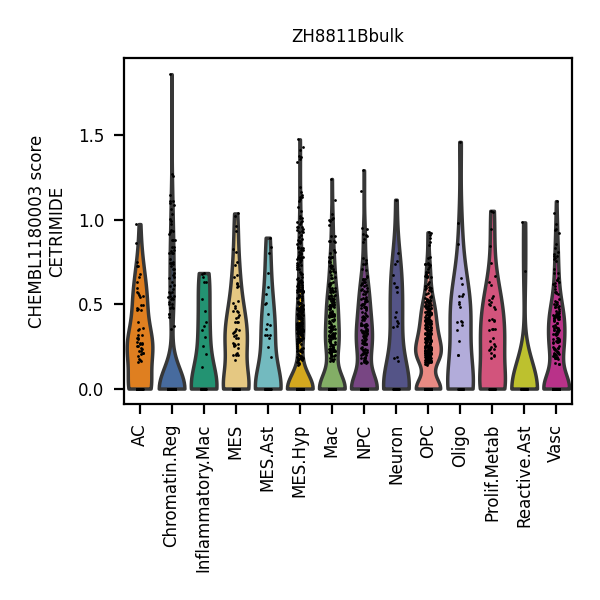 ZH8811Bbulk
CHEMBL1180003 score
CETRIMIDE
1.5
1.0
0.5
0.0
AC
Chromatin.Reg
Inflammatory.Mac
MES
MES.Ast
MES.Hyp
Mac
NPC
Neuron
OPC
Oligo
Prolif.Metab
Reactive.Ast
Vasc